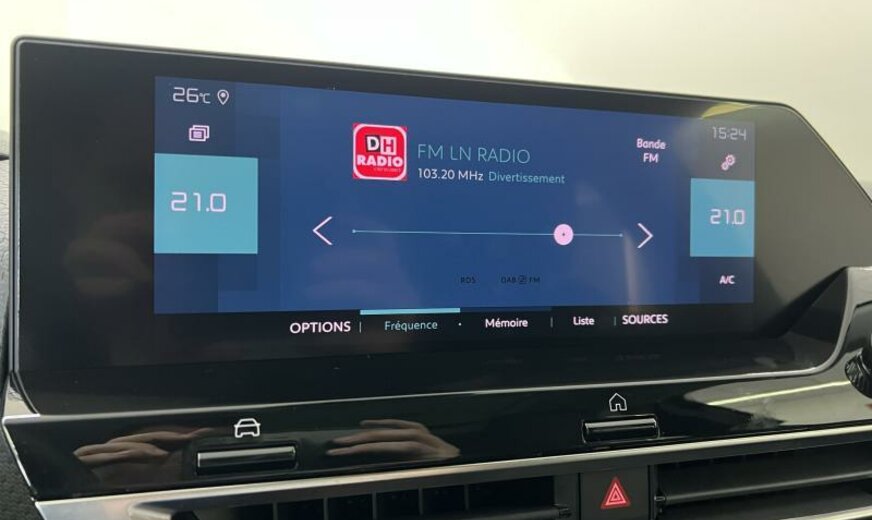 26°C
15:24
DH
RADIO
FM LN RADIO
103.20 MHz Divertissement
Bande
FM
21.0
21.0
RDS DAB FM
A/C
OPTIONS | Fréquence · Mémoire | Liste | SOURCES